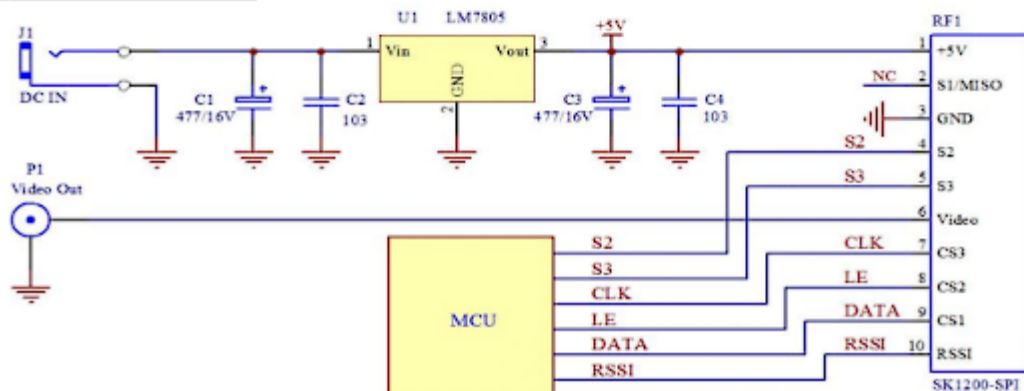 J1
DC IN
U1 LM7805
1 Vin Vout 3
GND
2
C1
477/16V
C2
103
+5V
C3
477/16V
C4
103
RF1
1 +5V
NC 2 S1/MISO
3 GND
S2 4 S2
S3 5 S3
6 Video
CLK 7 CS3
LE 8 CS2
DATA 9 CS1
RSSI 10 RSSI
SK1200-SPI
P1
Video Out
MCU
S2
S3
CLK
LE
DATA
RSSI